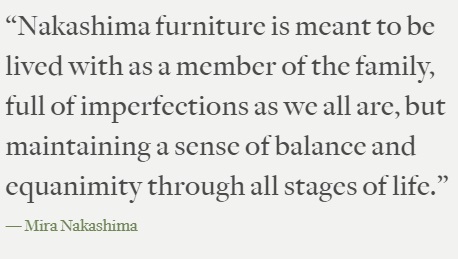 “Nakashima furniture is meant to be
lived with as a member of the family,
full of imperfections as we all are, but
maintaining a sense of balance and
equanimity through all stages of life.”
— Mira Nakashima